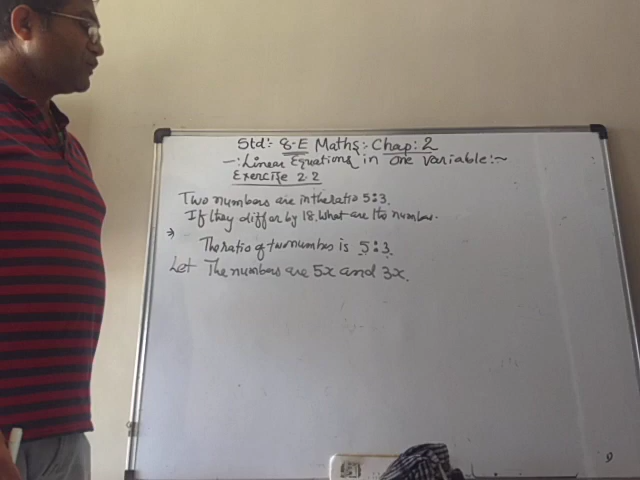 Std:- 8-E Maths:- Chap: 2
-: Linear Equations in One Variable:~
Exercise 2.2
Two numbers are in the ratio 5:3.
If they differ by 18, what are the numbers.
⇒
The ratio of two numbers is 5:3.
Let The numbers are 5x and 3x.